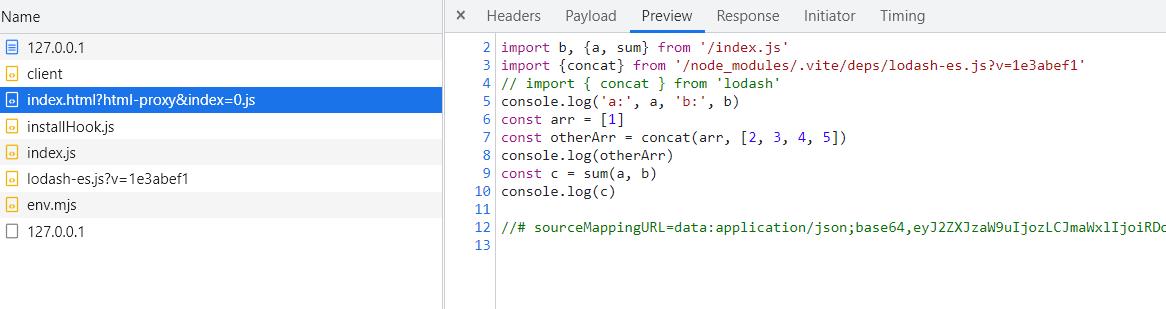 Name
127.0.0.1
client
index.html?html-proxy&index=0.js
installHook.js
index.js
lodash-es.js?v=1e3abef1
env.mjs
127.0.0.1
× Headers Payload Preview Response Initiator Timing
2 import b, {a, sum} from '/index.js'
3 import {concat} from '/node_modules/.vite/deps/lodash-es.js?v=1e3abef1'
4 // import { concat } from 'lodash'
5 console.log('a:', a, 'b:', b)
6 const arr = [1]
7 const otherArr = concat(arr, [2, 3, 4, 5])
8 console.log(otherArr)
9 const c = sum(a, b)
10 console.log(c)
11
12 //# sourceMappingURL=data:application/json;base64,eyJ2ZXJzaW9uIjozLCJmaWxlIjoiRDo
13